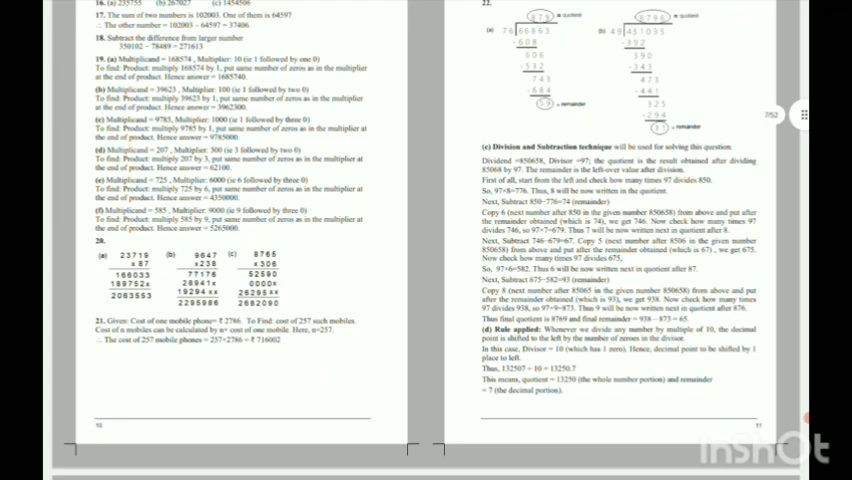 16. (a) 235755 (b) 267027 (c) 1454506
17. The sum of two numbers is 102003. One of them is 64597
∴ The other number = 102003 − 64597 = 37406.
18. Subtract the difference from larger number
350102 − 78489 = 271613
19. (a) Multiplicand = 168574 , Multiplier: 10 (ie 1 followed by one 0)
To find: Product: multiply 168574 by 1, put same number of zeros as in the multiplier
at the end of product. Hence answer = 1685740.
(b) Multiplicand = 39623 , Multiplier: 100 (ie 1 followed by two 0)
To find: Product: multiply 39623 by 1, put same number of zeros as in the multiplier
at the end of product. Hence answer = 3962300.
(c) Multiplicand = 9785, Multiplier: 1000 (ie 1 followed by three 0)
To find: Product: multiply 9785 by 1, put same number of zeros as in the multiplier at
the end of product. Hence answer = 9785000.
(d) Multiplicand = 207 , Multiplier: 300 (ie 3 followed by two 0)
To find: Product: multiply 207 by 3, put same number of zeros as in the multiplier at
the end of product. Hence answer = 62100.
(e) Multiplicand = 725 , Multiplier: 6000 (ie 6 followed by three 0)
To find: Product: multiply 725 by 6, put same number of zeros as in the multiplier at
the end of product. Hence answer = 4350000.
(f) Multiplicand = 585 , Multiplier: 9000 (ie 9 followed by three 0)
To find: Product: multiply 585 by 9, put same number of zeros as in the multiplier at
the end of product. Hence answer = 5265000.
20.
(a) 23719 (b) 9647 (c) 8765
x 87 x238 x 306
166033 77176 52590
189752x 28941x 0000x
2063553 19294 xx 26295 xx
2295986 2682090
21. Given: Cost of one mobile phone= ₹ 2786. To Find: cost of 257 such mobiles.
Cost of n mobiles can be calculated by n× cost of one mobile. Here, n=257.
∴ The cost of 257 mobile phones = 257×2786 = ₹ 716002
10
22.
879 = quotient 8796 = quotient
(a) 76 66863 (b) 49 431035
-608 -392
606 390
-532 -343
743 473
-684 -441
59 = remainder 325
-294
31 = remainder
(c) Division and Subtraction technique will be used for solving this question.
Dividend =850658, Divisor =97; the quotient is the result obtained after dividing
85068 by 97. The remainder is the left-over value after division.
First of all, start from the left and check how many times 97 divides 850.
So, 97×8=776. Thus, 8 will be now written in the quotient.
Next, Subtract 850−776=74 (remainder)
Copy 6 (next number after 850 in the given number 850658) from above and put after
the remainder obtained (which is 74), we get 746. Now check how many times 97
divides 746, so 97×7=679. Thus 7 will be now written next in quotient after 8.
Next, Subtract 746−679=67. Copy 5 (next number after 8506 in the given number
850658) from above and put after the remainder obtained (which is 67), we get 675.
Now check how many times 97 divides 675,
So, 97×6=582. Thus 6 will be now written in quotient after 87.
Next, Subtract 675−582=93 (remainder)
Copy 8 (next number after 85065 in the given number 850658) from above and put
after the remainder obtained (which is 93), we get 938. Now check how many times
97 divides 938, so 97×9=873. Thus 9 will be now written next in quotient after 876.
Thus final quotient is 8769 and final remainder = 938 − 873 = 65.
(d) Rule applied: Whenever we divide any number by multiple of 10, the decimal
point is shifted to the left by the number of zeroes in the divisor.
In this case, Divisor = 10 (which has 1 zero). Hence, decimal point to be shifted by 1
place to left.
Thus, 132507 ÷ 10 = 13250.7
This means, quotient = 13250 (the whole number portion) and remainder
= 7 (the decimal portion).
11
7/52
InShOt